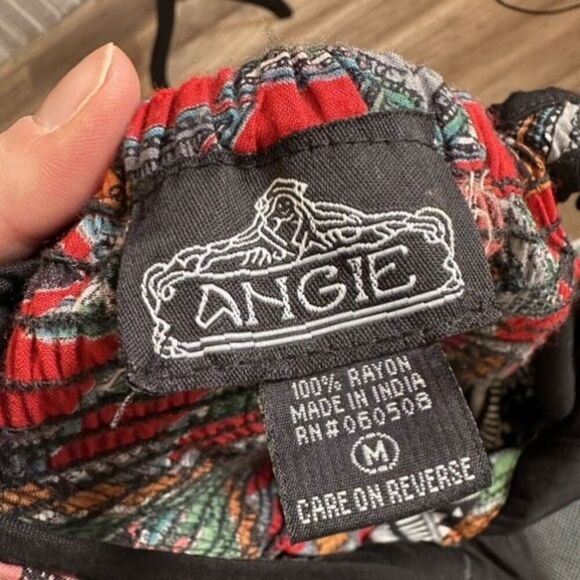 ANGIE
100% RAYON
MADE IN INDIA
RN# 060508
M
CARE ON REVERSE